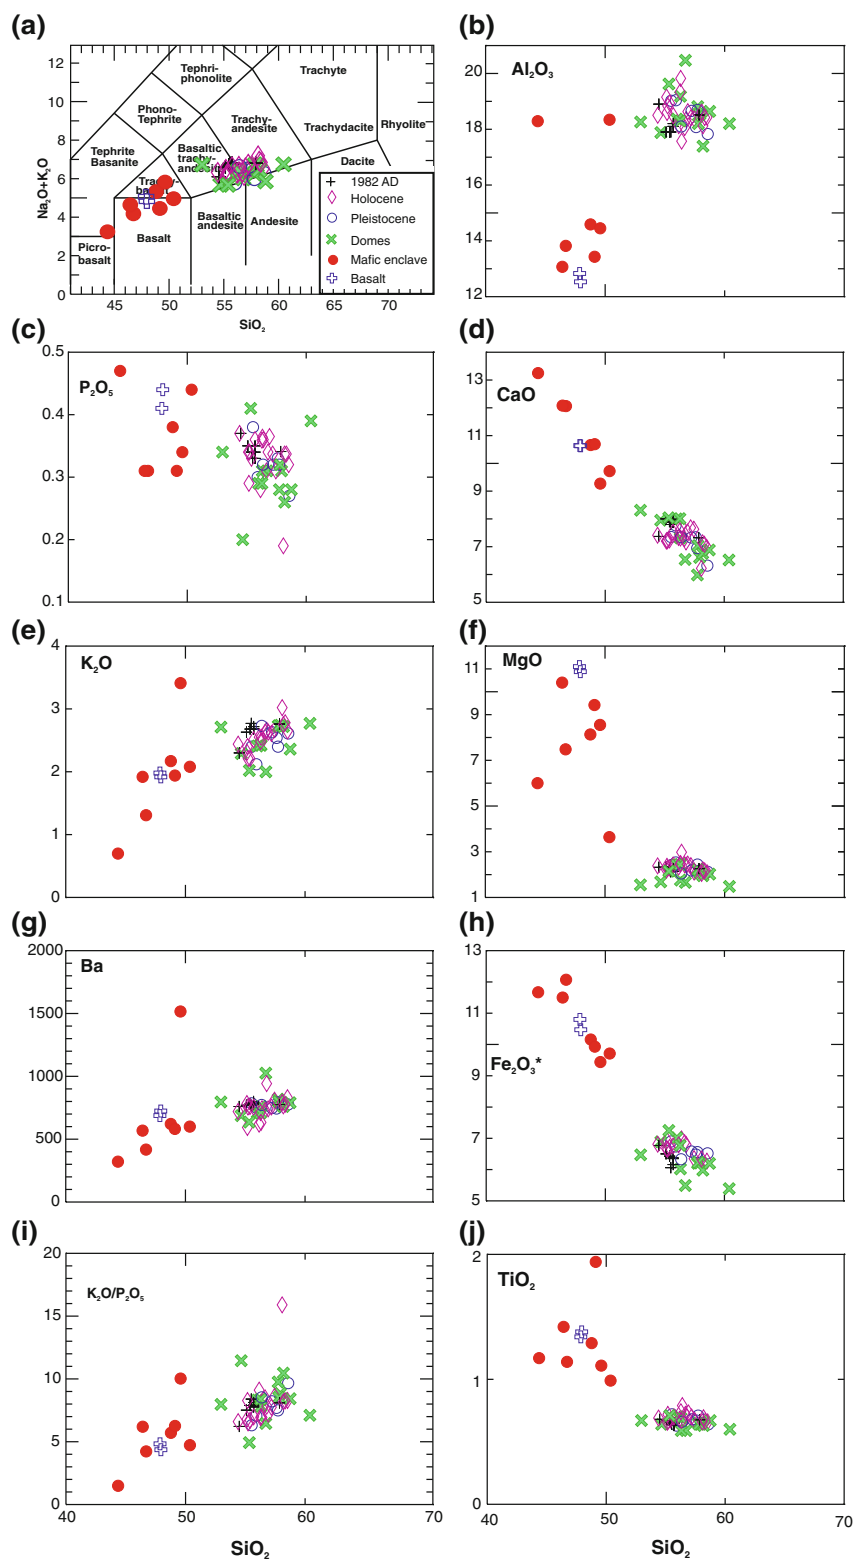 (a)
12
10
8
6
4
2
0
Na₂O+K₂O
Tephri-
phonolite
Trachyte
Phono-
Tephrite
Trachy-
andesite
Trachydacite
Rhyolite
Tephrite
Basanite
Basaltic
trachy-
andesite
Trachy-
basalt
Dacite
Basaltic
andesite
Andesite
Basalt
Picro-
basalt
1982 AD
Holocene
Pleistocene
Domes
Mafic enclave
Basalt
45 50 55 60 65 70
SiO₂
(b)
Al₂O₃
20
18
16
14
12
(c)
P₂O₅
0.5
0.4
0.3
0.2
0.1
(d)
CaO
13
11
9
7
5
(e)
K₂O
4
3
2
1
0
(f)
MgO
11
9
7
5
3
1
(g)
Ba
2000
1500
1000
500
0
(h)
Fe₂O₃*
13
11
9
7
5
(i)
K₂O/P₂O₅
20
15
10
5
0
40 50 60 70
SiO₂
(j)
TiO₂
2
1
0
40 50 60 70
SiO₂